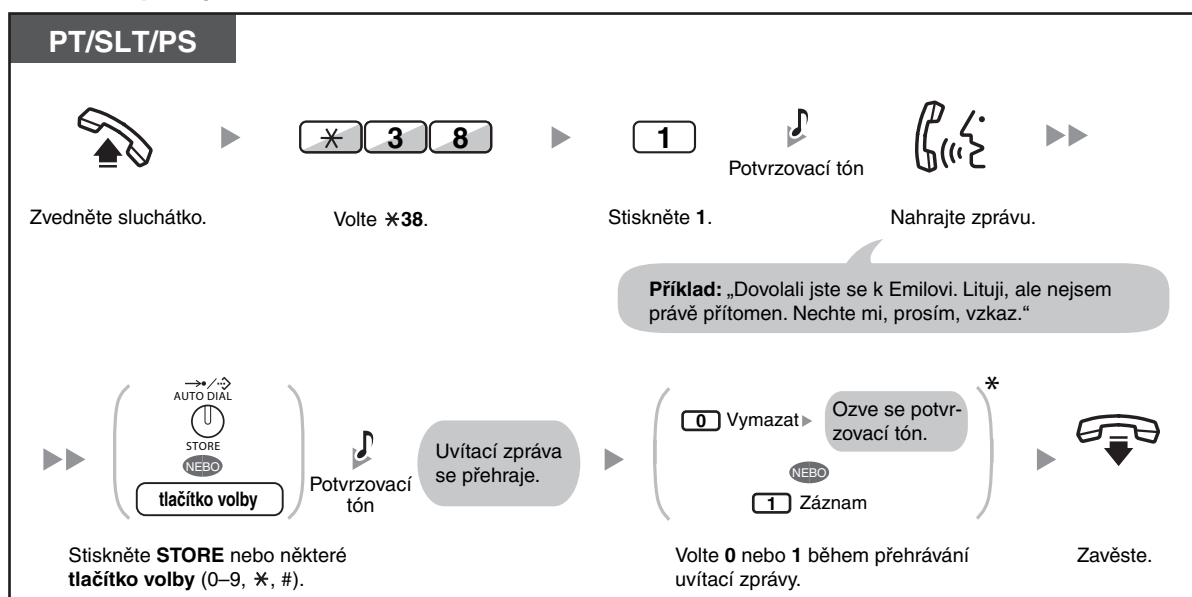 PT/SLT/PS
✳ 3 8
1
Potvrzovací tón
Zvedněte sluchátko.
Volte ✳38.
Stiskněte 1.
Nahrajte zprávu.
Příklad: „Dovolali jste se k Emilovi. Lituji, ale nejsem
právě přítomen. Nechte mi, prosím, vzkaz.“
AUTO DIAL
STORE
NEBO
tlačítko volby
Potvrzovací
tón
Uvítací zpráva
se přehraje.
0 Vymazat
Ozve se potvr-
zovací tón.
NEBO
1 Záznam
✳
Stiskněte STORE nebo některé
tlačítko volby (0–9, ✳, #).
Volte 0 nebo 1 během přehrávání
uvítací zprávy.
Zavěste.